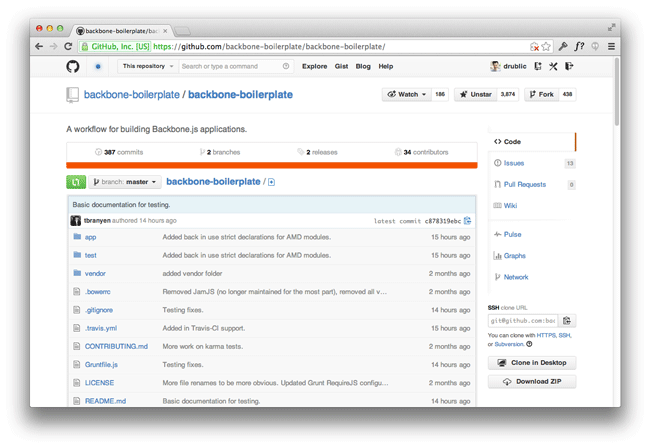 backbone-boilerplate/bac
GitHub, Inc. [US] https://github.com/backbone-boilerplate/backbone-boilerplate/
This repository Search or type a command Explore Gist Blog Help drublic
backbone-boilerplate / backbone-boilerplate Watch 186 Unstar 3,874 Fork 438
A workflow for building Backbone.js applications.
387 commits 2 branches 2 releases 34 contributors
branch: master backbone-boilerplate /
Basic documentation for testing.
tbranyen authored 14 hours ago latest commit c878319ebc
app Added back in use strict declarations for AMD modules. 15 hours ago
test Added back in use strict declarations for AMD modules. 15 hours ago
vendor added vendor folder 2 months ago
.bowerrc Removed JamJS (no longer maintained for the most part), removed all v... 2 months ago
.gitignore Testing fixes. 14 hours ago
.travis.yml Added in Travis-CI support. 15 hours ago
CONTRIBUTING.md More work on karma tests. 2 months ago
Gruntfile.js Testing fixes. 14 hours ago
LICENSE More file renames to be more obvious. Updated Grunt RequireJS configu... 2 months ago
README.md Basic documentation for testing. 14 hours ago
Code
Issues 13
Pull Requests 0
Wiki
Pulse
Graphs
Network
SSH clone URL
git@github.com:bac
You can clone with HTTPS, SSH,
or Subversion.
Clone in Desktop
Download ZIP